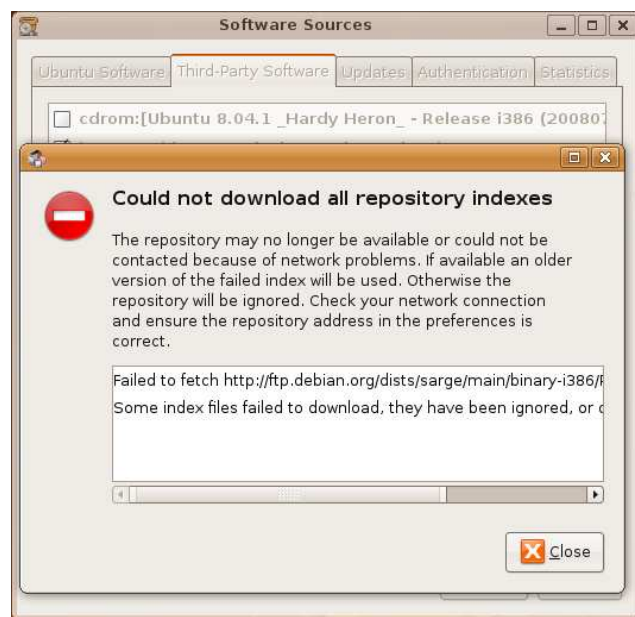 Software Sources
Ubuntu Software Third-Party Software Updates Authentication Statistics
cdrom:[Ubuntu 8.04.1 _Hardy Heron_ - Release i386 (20080
Could not download all repository indexes
The repository may no longer be available or could not be
contacted because of network problems. If available an older
version of the failed index will be used. Otherwise the
repository will be ignored. Check your network connection
and ensure the repository address in the preferences is
correct.
Failed to fetch http://ftp.debian.org/dists/sarge/main/binary-i386/
Some index files failed to download, they have been ignored, or
Close